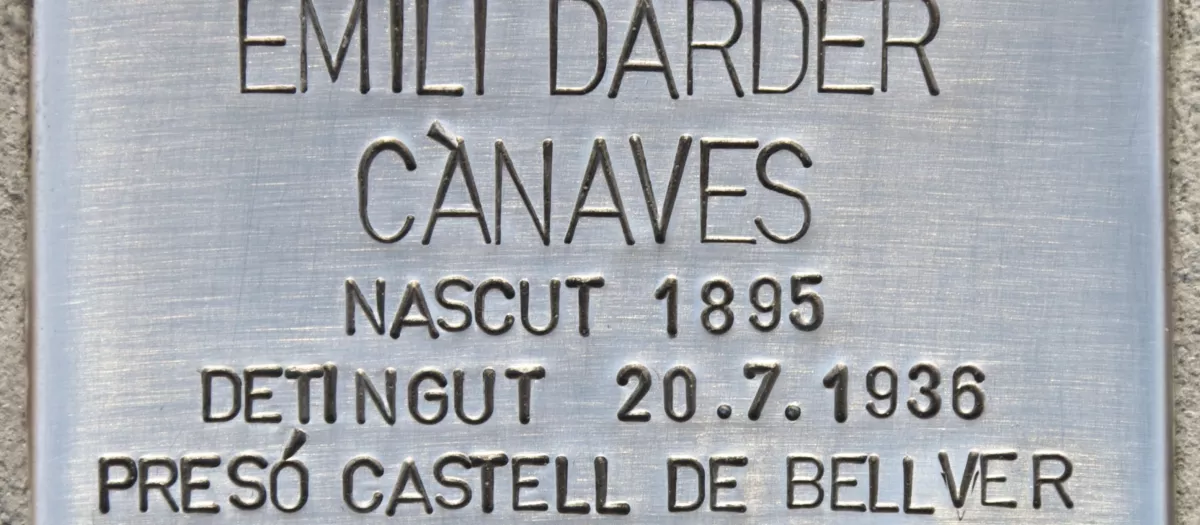 EMILI DARDER
CÀNAVES
NASCUT 1895
DETINGUT 20.7.1936
PRESÓ CASTELL DE BELLVER